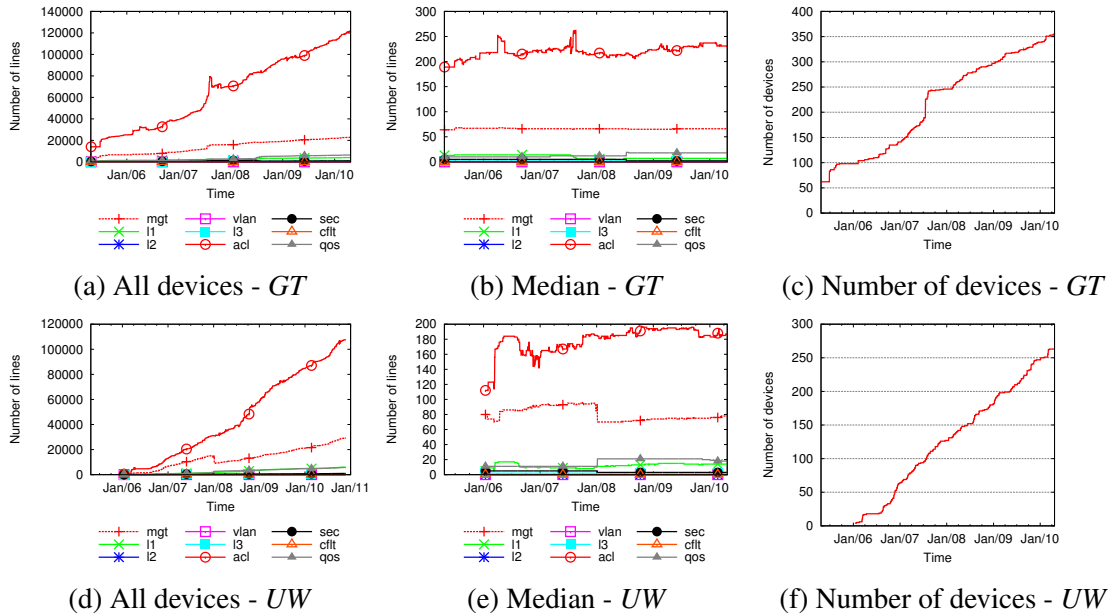 140000
120000
100000
80000
60000
40000
20000
0
Number of lines
Jan/06 Jan/07 Jan/08 Jan/09 Jan/10
Time
mgt vlan sec
l1 l3 cflt
l2 acl qos
(a) All devices - GT
300
250
200
150
100
50
0
Number of lines
Jan/06 Jan/07 Jan/08 Jan/09 Jan/10
Time
mgt vlan sec
l1 l3 cflt
l2 acl qos
(b) Median - GT
400
350
300
250
200
150
100
50
0
Number of devices
Jan/06 Jan/07 Jan/08 Jan/09 Jan/10
Time
(c) Number of devices - GT
120000
100000
80000
60000
40000
20000
0
Number of lines
Jan/06 Jan/07 Jan/08 Jan/09 Jan/10 Jan/11
Time
mgt vlan sec
l1 l3 cflt
l2 acl qos
(d) All devices - UW
200
180
160
140
120
100
80
60
40
20
0
Number of lines
Jan/06 Jan/07 Jan/08 Jan/09 Jan/10
Time
mgt vlan sec
l1 l3 cflt
l2 acl qos
(e) Median - UW
300
250
200
150
100
50
0
Number of devices
Jan/06 Jan/07 Jan/08 Jan/09 Jan/10
Time
(f) Number of devices - UW